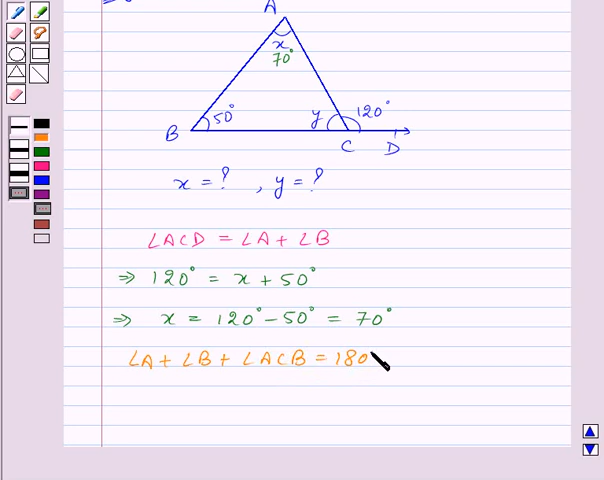 A
x
70°
B 50° y 120° C D
x = ? , y = ?
∠ACD = ∠A + ∠B
⇒ 120° = x + 50°
⇒ x = 120° − 50° = 70°
∠A + ∠B + ∠ACB = 180